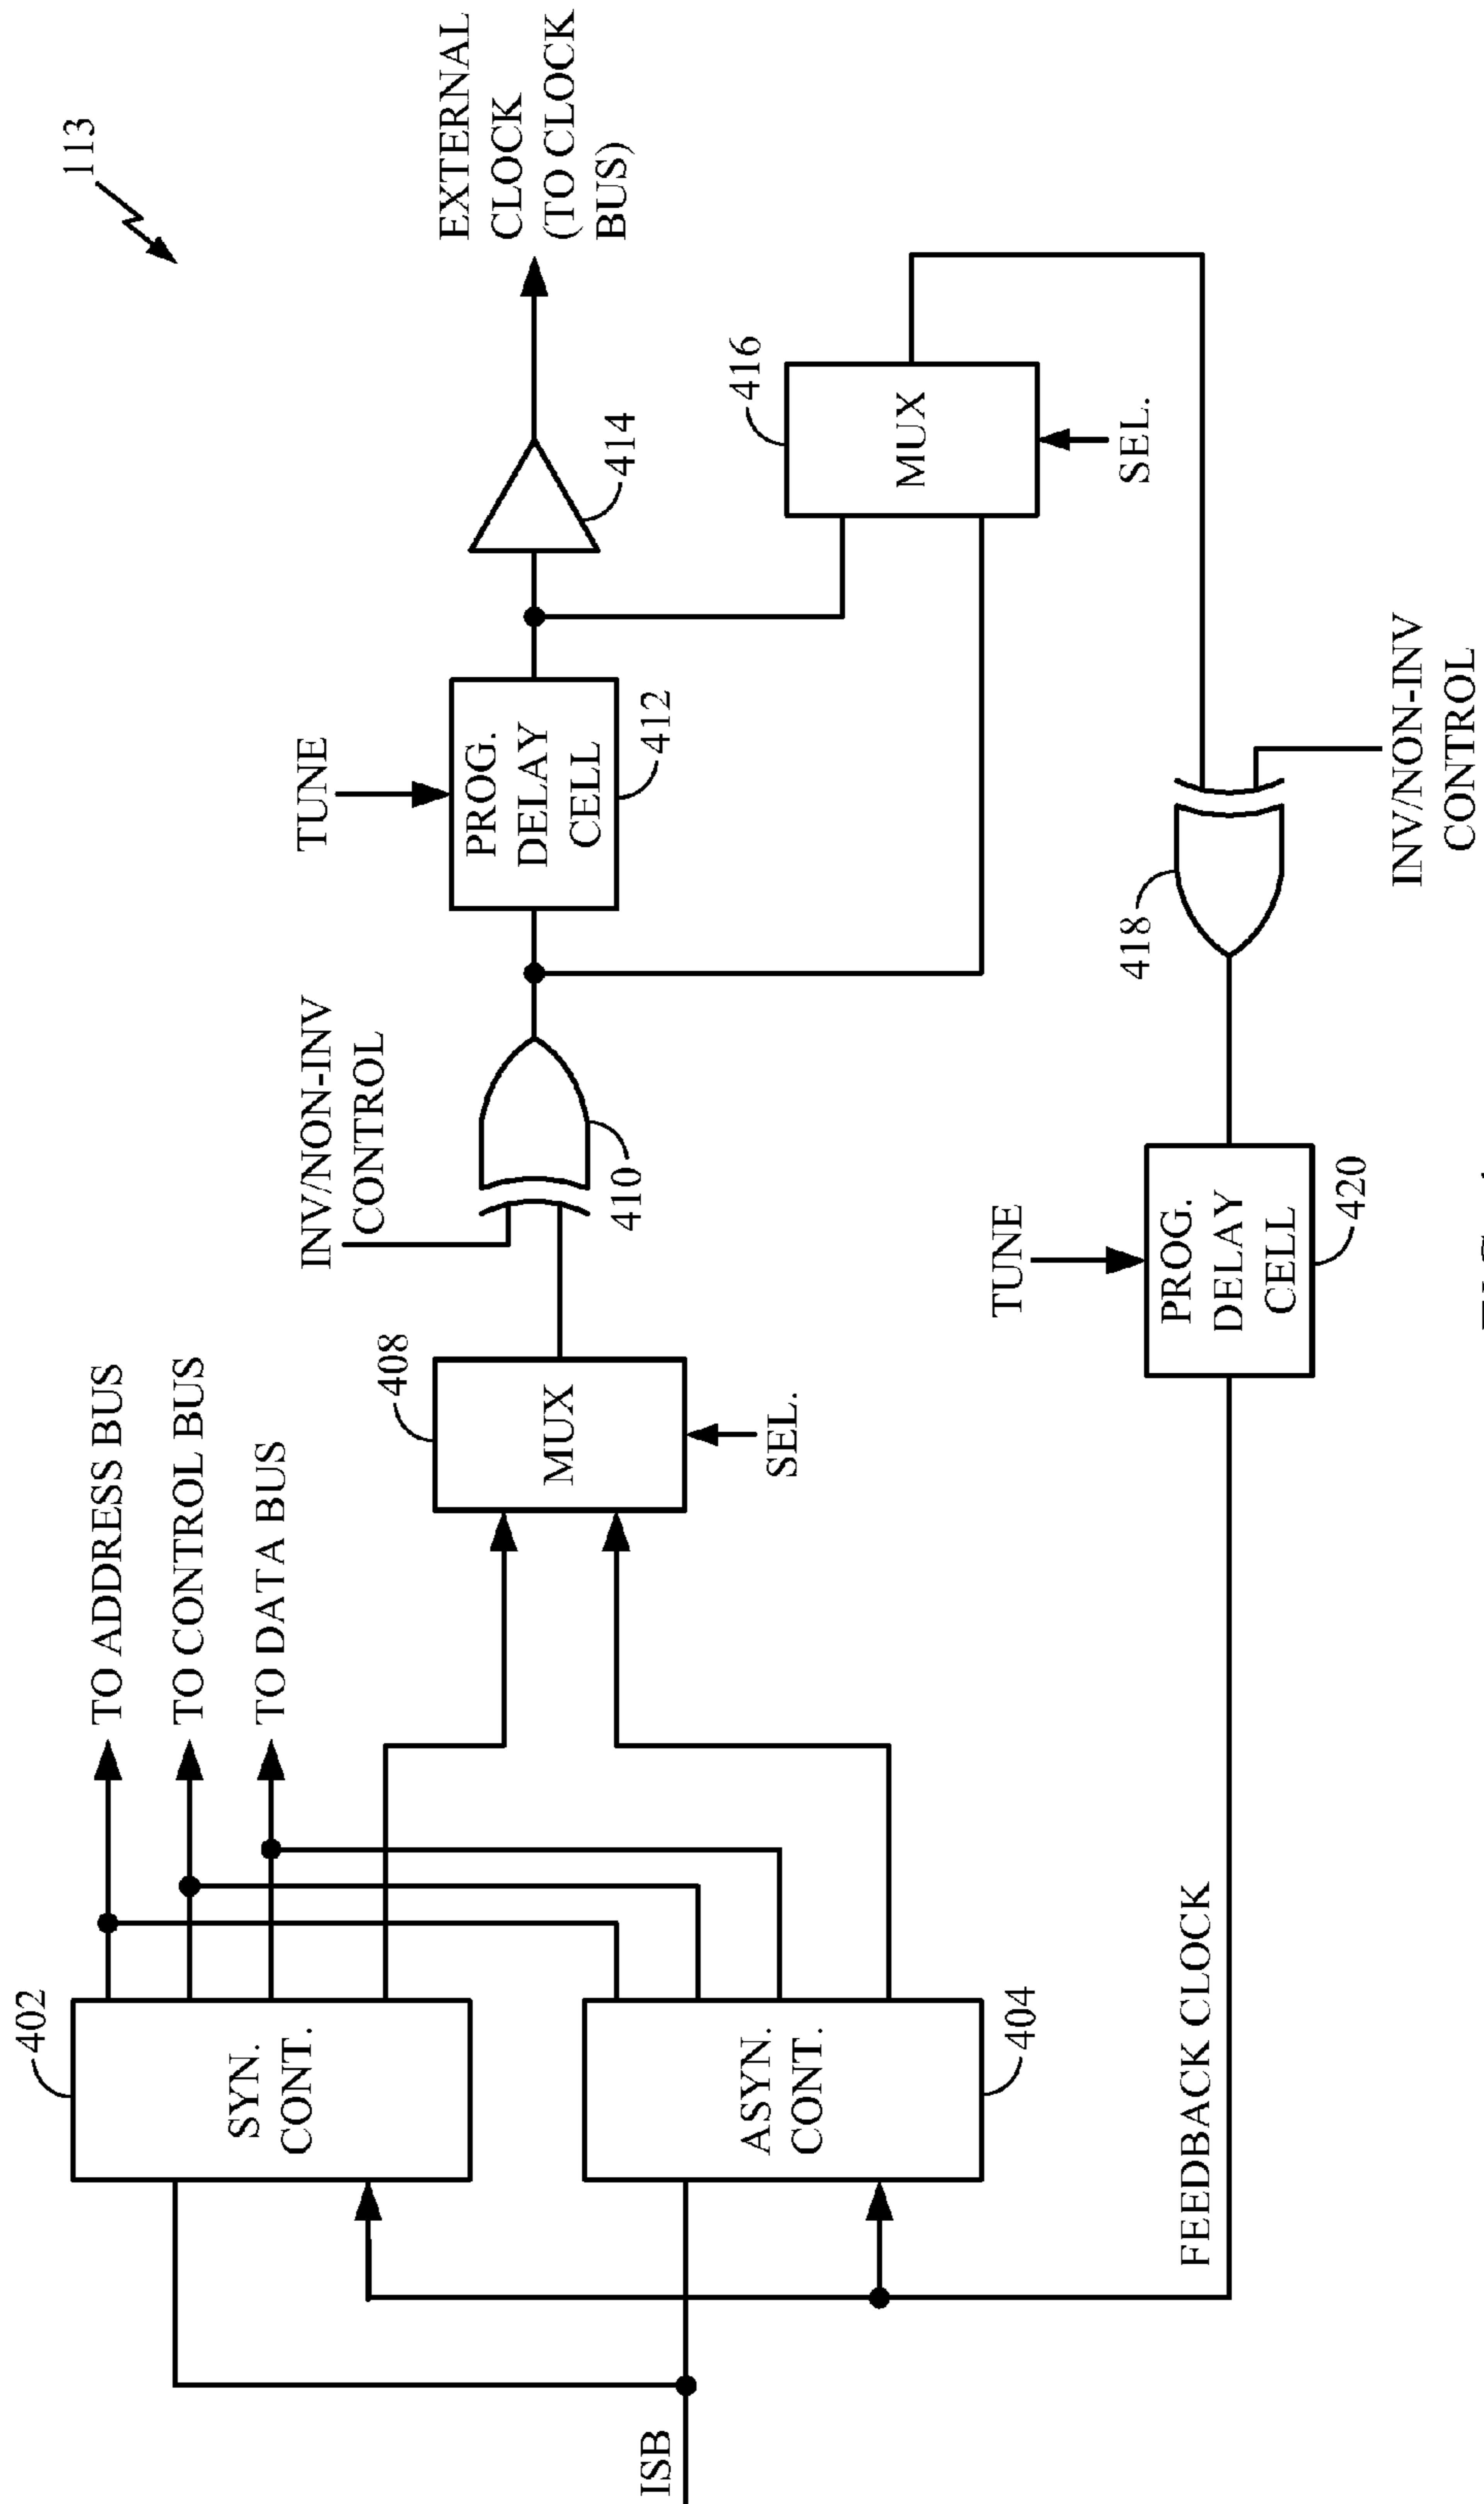 113
402
SYN.
CONT.
TO ADDRESS BUS
TO CONTROL BUS
TO DATA BUS
ISB
ASYN.
CONT.
404
408
MUX
SEL.
INV/NON-INV
CONTROL
410
TUNE
PROG.
DELAY
CELL
412
414
EXTERNAL
CLOCK
(TO CLOCK
BUS)
416
MUX
SEL.
FEEDBACK CLOCK
TUNE
PROG.
DELAY
CELL
420
418
INV/NON-INV
CONTROL